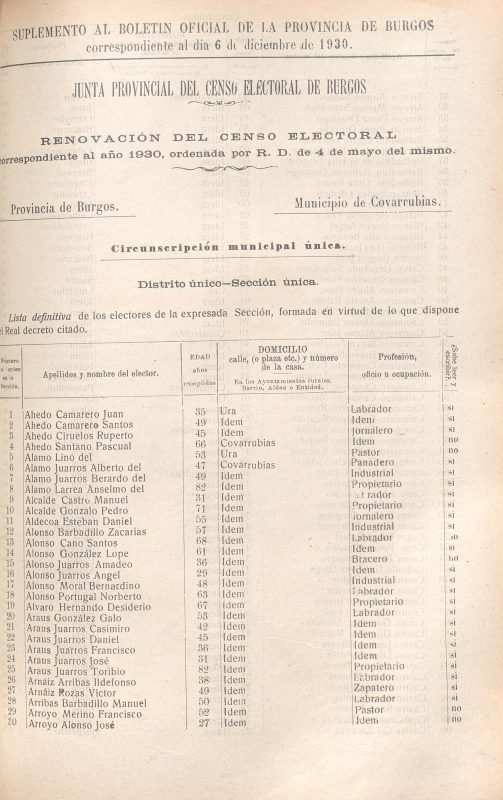 SUPLEMENTO AL BOLETIN OFICIAL DE LA PROVINCIA DE BURGOS
correspondiente al dia 6 de diciembre de 1930.
JUNTA PROVINCIAL DEL CENSO ELECTORAL DE BURGOS
RENOVACIÓN DEL CENSO ELECTORAL
correspondiente al año 1930, ordenada por R. D. de 4 de mayo del mismo.
Provincia de Burgos. Municipio de Covarrubias.
Circunscripción municipal única.
Distrito único—Sección única.
Lista definitiva de los electores de la expresada Sección, formada en virtud de lo que dispone
el Real decreto citado.
Número de orden en la Sección. Apellidos y nombre del elector. EDAD años cumplidos DOMICILIO calle, (o plaza etc.) y número de la casa. En los Ayuntamientos rurales. Barrio, Aldea o Entidad. Profesión, oficio u ocupación. ¿Sabe leer y escribir?
1 Ahedo Camarero Juan 35 Ura Labrador si
2 Ahedo Camarero Santos 49 Idem Idem si
3 Ahedo Ciruelos Ruperto 45 Idem Jornalero si
4 Ahedo Santano Pascual 66 Covarrubias Idem no
5 Alamo Lino del 53 Ura Pastor no
6 Alamo Juarros Alberto del 47 Covarrubias Panadero si
7 Alamo Juarros Berardo del 49 Idem Industrial si
8 Alamo Larrea Anselmo del 82 Idem Propietario si
9 Alcalde Castro Manuel 31 Idem Labrador si
10 Alcalde Gonzalo Pedro 71 Idem Propietario si
11 Aldecoa Esteban Daniel 55 Idem Jornalero si
12 Alonso Barbadillo Zacarias 57 Idem Industrial si
13 Alonso Cano Santos 68 Idem Labrador no
14 Alonso González Lope 61 Idem Idem si
15 Alonso Juarros Amadeo 36 Idem Bracero no
16 Alonso Juarros Angel 29 Idem Idem si
17 Alonso Moral Bernardino 48 Idem Industrial si
18 Alonso Portugal Norberto 63 Idem Labrador si
19 Alvaro Hernando Desiderio 67 Idem Propietario si
20 Araus González Galo 53 Idem Labrador si
21 Araus Juarros Casimiro 42 Idem Idem si
22 Araus Juarros Daniel 45 Idem Idem si
23 Araus Juarros Francisco 36 Idem Idem si
24 Araus Juarros José 31 Idem Idem si
25 Araus Juarros Toribio 82 Idem Propietario si
26 Arnáiz Arribas Ildefonso 38 Idem Labrador si
27 Arnáiz Rozas Victor 49 Idem Zapatero si
28 Arribas Barbadillo Manuel 50 Idem Labrador si
29 Arroyo Merino Francisco 52 Idem Pastor no
20 Arroyo Alonso José 27 Idem Idem no